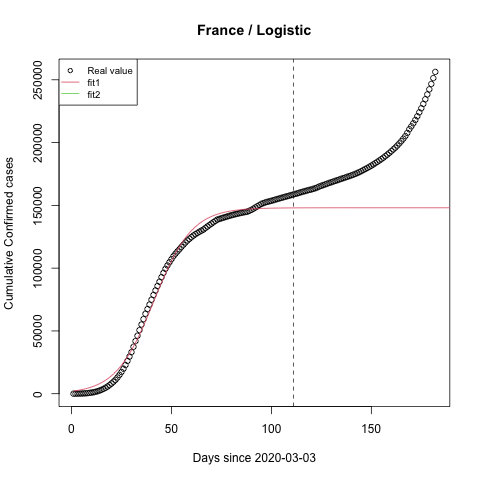 France / Logistic
Real value
fit1
fit2
Cumulative Confirmed cases
250000
200000
150000
100000
50000
0
0
50
100
150
Days since 2020-03-03